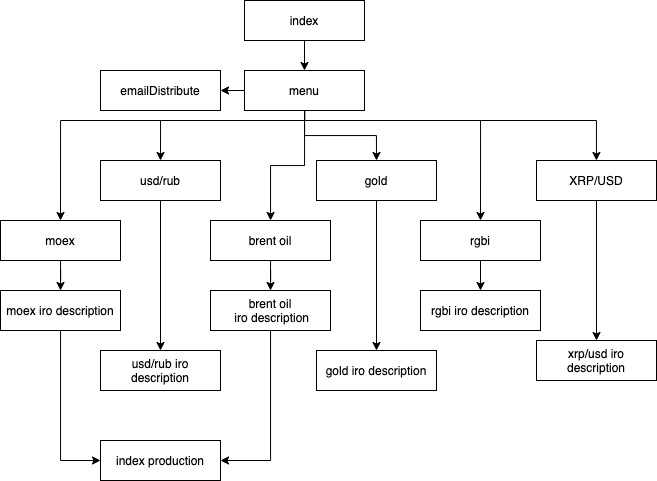 index
emailDistribute
menu
usd/rub
gold
XRP/USD
moex
brent oil
rgbi
moex iro description
brent oil
iro description
rgbi iro description
usd/rub iro
description
gold iro description
xrp/usd iro
description
index production